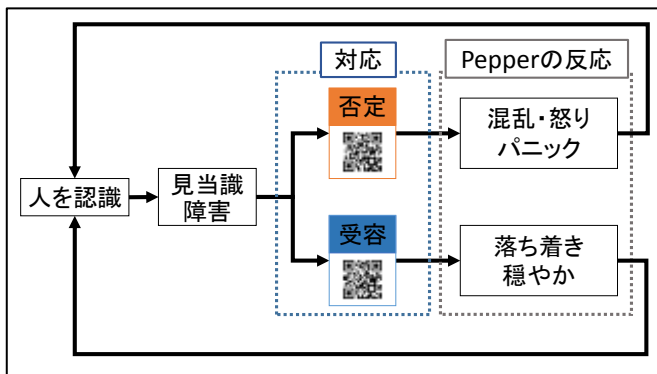 対応
Pepperの反応
否定
混乱・怒り
パニック
人を認識
見当識
障害
受容
落ち着き
穏やか